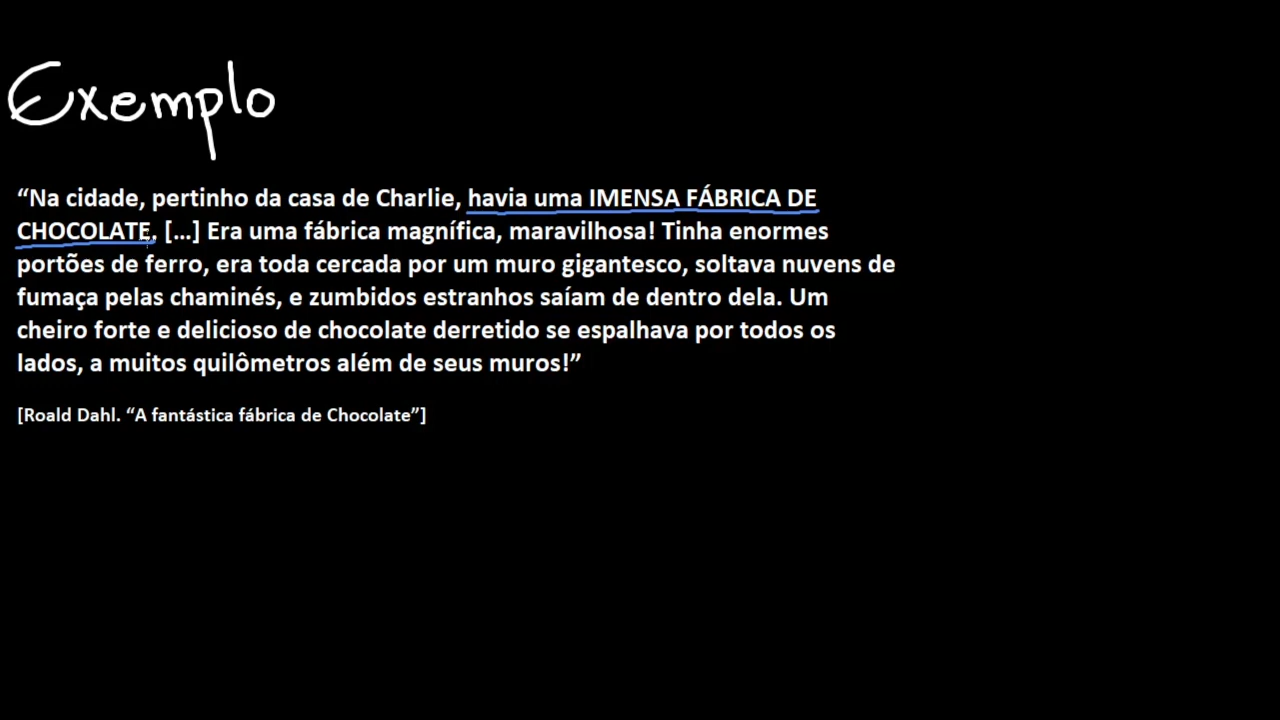 Exemplo
“Na cidade, pertinho da casa de Charlie, havia uma IMENSA FÁBRICA DE
CHOCOLATE. [...] Era uma fábrica magnífica, maravilhosa! Tinha enormes
portões de ferro, era toda cercada por um muro gigantesco, soltava nuvens de
fumaça pelas chaminés, e zumbidos estranhos saíam de dentro dela. Um
cheiro forte e delicioso de chocolate derretido se espalhava por todos os
lados, a muitos quilômetros além de seus muros!”
[Roald Dahl. “A fantástica fábrica de Chocolate”]